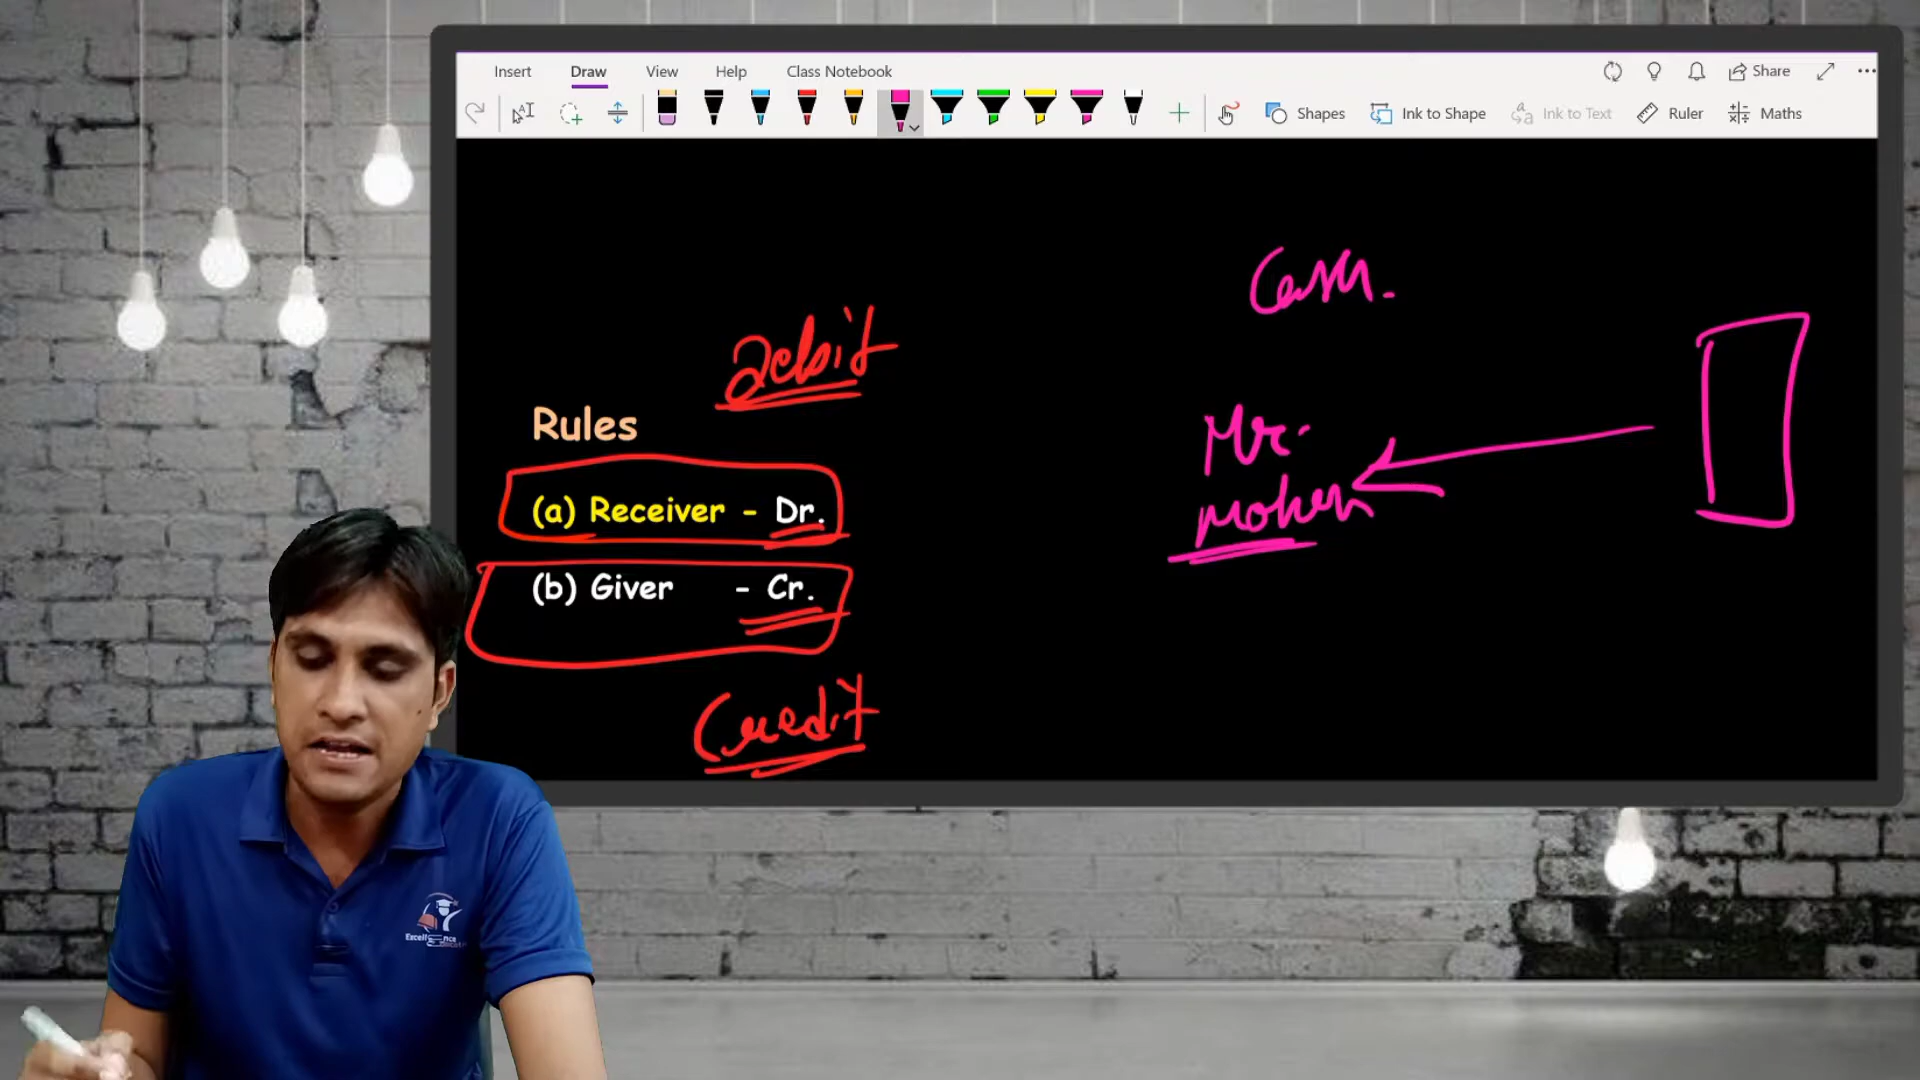 Insert Draw View Help Class Notebook Share
Shapes Ink to Shape Ink to Text Ruler Maths
Cash.
Debit
Rules
(a) Receiver - Dr.
(b) Giver - Cr.
Credit
Mr.
Mohan